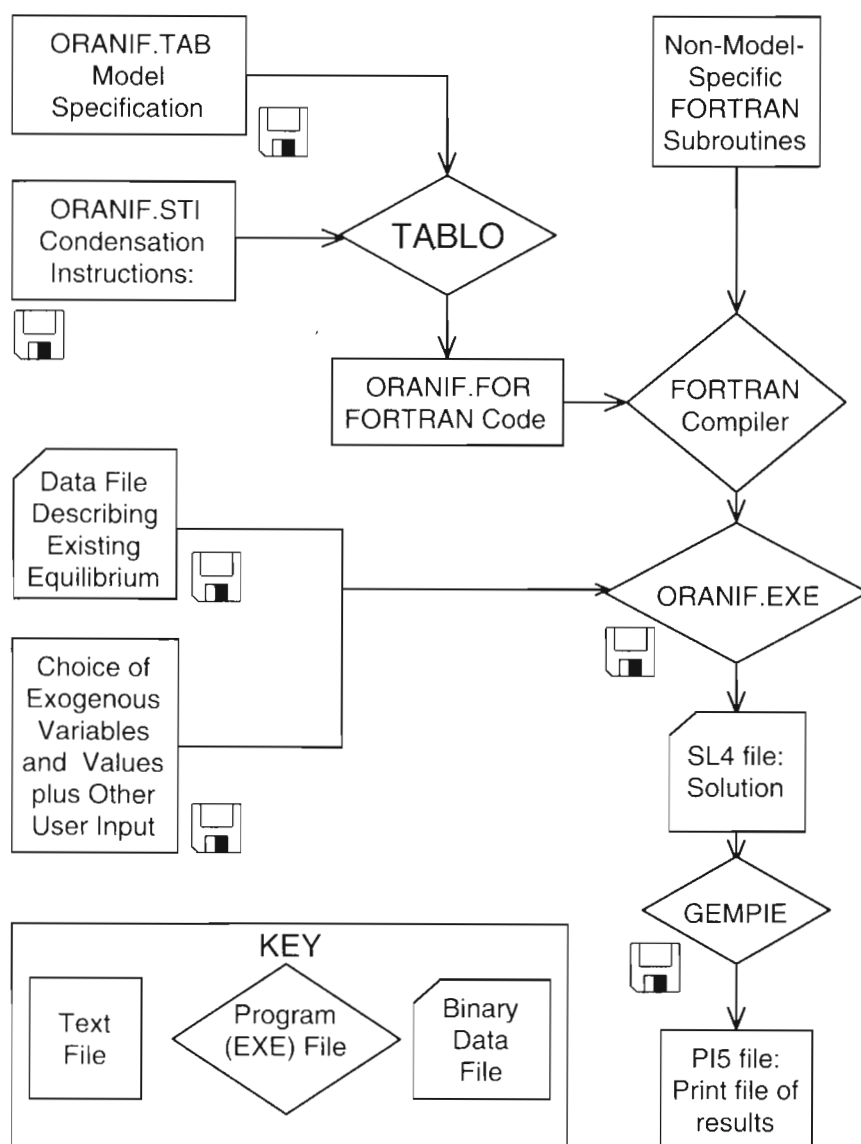 ORANIF.TAB
Model
Specification
Non-Model-
Specific
FORTRAN
Subroutines
ORANIF.STI
Condensation
Instructions:
TABLO
ORANIF.FOR
FORTRAN Code
FORTRAN
Compiler
Data File
Describing
Existing
Equilibrium
ORANIF.EXE
Choice of
Exogenous
Variables
and Values
plus Other
User Input
SL4 file:
Solution
GEMPIE
KEY
Text
File
Program
(EXE) File
Binary
Data
File
PI5 file:
Print file of
results